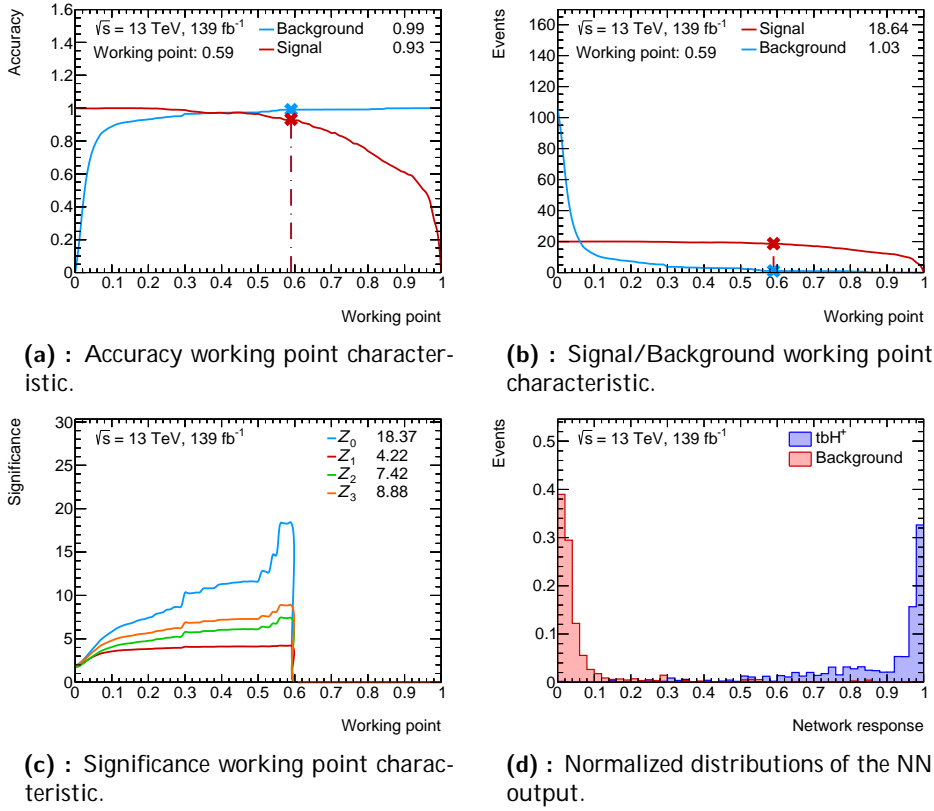 √s = 13 TeV, 139 fb⁻¹
Working point: 0.59
Background 0.99
Signal 0.93
Accuracy
1.6
1.4
1.2
1
0.8
0.6
0.4
0.2
0
0 0.1 0.2 0.3 0.4 0.5 0.6 0.7 0.8 0.9 1
Working point
(a) : Accuracy working point character-
istic.
√s = 13 TeV, 139 fb⁻¹
Working point: 0.59
Signal 18.64
Background 1.03
Events
160
140
120
100
80
60
40
20
0
0 0.1 0.2 0.3 0.4 0.5 0.6 0.7 0.8 0.9 1
Working point
(b) : Signal/Background working point
characteristic.
√s = 13 TeV, 139 fb⁻¹
Z₀ 18.37
Z₁ 4.22
Z₂ 7.42
Z₃ 8.88
Significance
30
25
20
15
10
5
0
0 0.1 0.2 0.3 0.4 0.5 0.6 0.7 0.8 0.9 1
Working point
(c) : Significance working point charac-
teristic.
√s = 13 TeV, 139 fb⁻¹
tbH⁺
Background
Events
0.5
0.4
0.3
0.2
0.1
0
0 0.1 0.2 0.3 0.4 0.5 0.6 0.7 0.8 0.9 1
Network response
(d) : Normalized distributions of the NN
output.